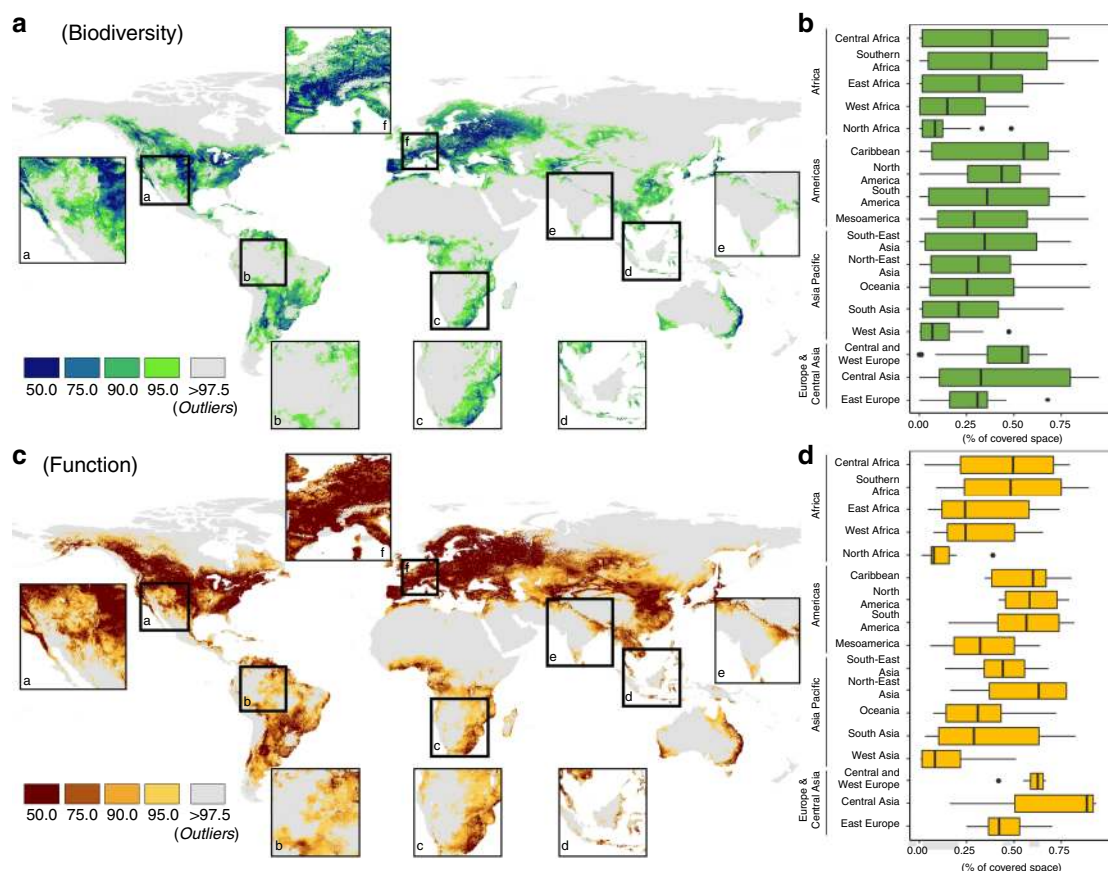 a
(Biodiversity)
f
f
a
a
b
e
e
d
c
50.0 75.0 90.0 95.0 >97.5
(Outliers)
b
c
d
b
Africa
Central Africa
Southern
Africa
East Africa
West Africa
North Africa
Americas
Caribbean
North
America
South
America
Mesoamerica
Asia Pacific
South-East
Asia
North-East
Asia
Oceania
South Asia
West Asia
Europe &
Central Asia
Central and
West Europe
Central Asia
East Europe
0.00 0.25 0.50 0.75
(% of covered space)
c
(Function)
f
f
a
a
b
e
e
d
c
50.0 75.0 90.0 95.0 >97.5
(Outliers)
b
c
d
d
Africa
Central Africa
Southern
Africa
East Africa
West Africa
North Africa
Americas
Caribbean
North
America
South
America
Mesoamerica
Asia Pacific
South-East
Asia
North-East
Asia
Oceania
South Asia
West Asia
Europe &
Central Asia
Central and
West Europe
Central Asia
East Europe
0.00 0.25 0.50 0.75
(% of covered space)